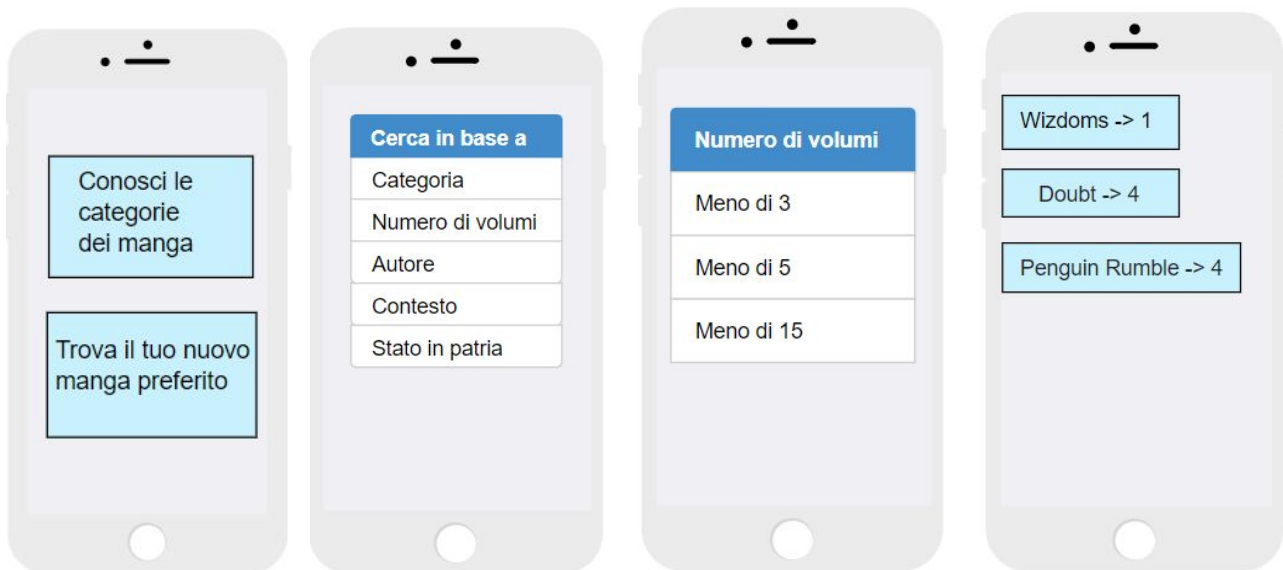 Conosci le
categorie
dei manga
Trova il tuo nuovo
manga preferito
Cerca in base a
Categoria
Numero di volumi
Autore
Contesto
Stato in patria
Numero di volumi
Meno di 3
Meno di 5
Meno di 15
Wizdoms -> 1
Doubt -> 4
Penguin Rumble -> 4